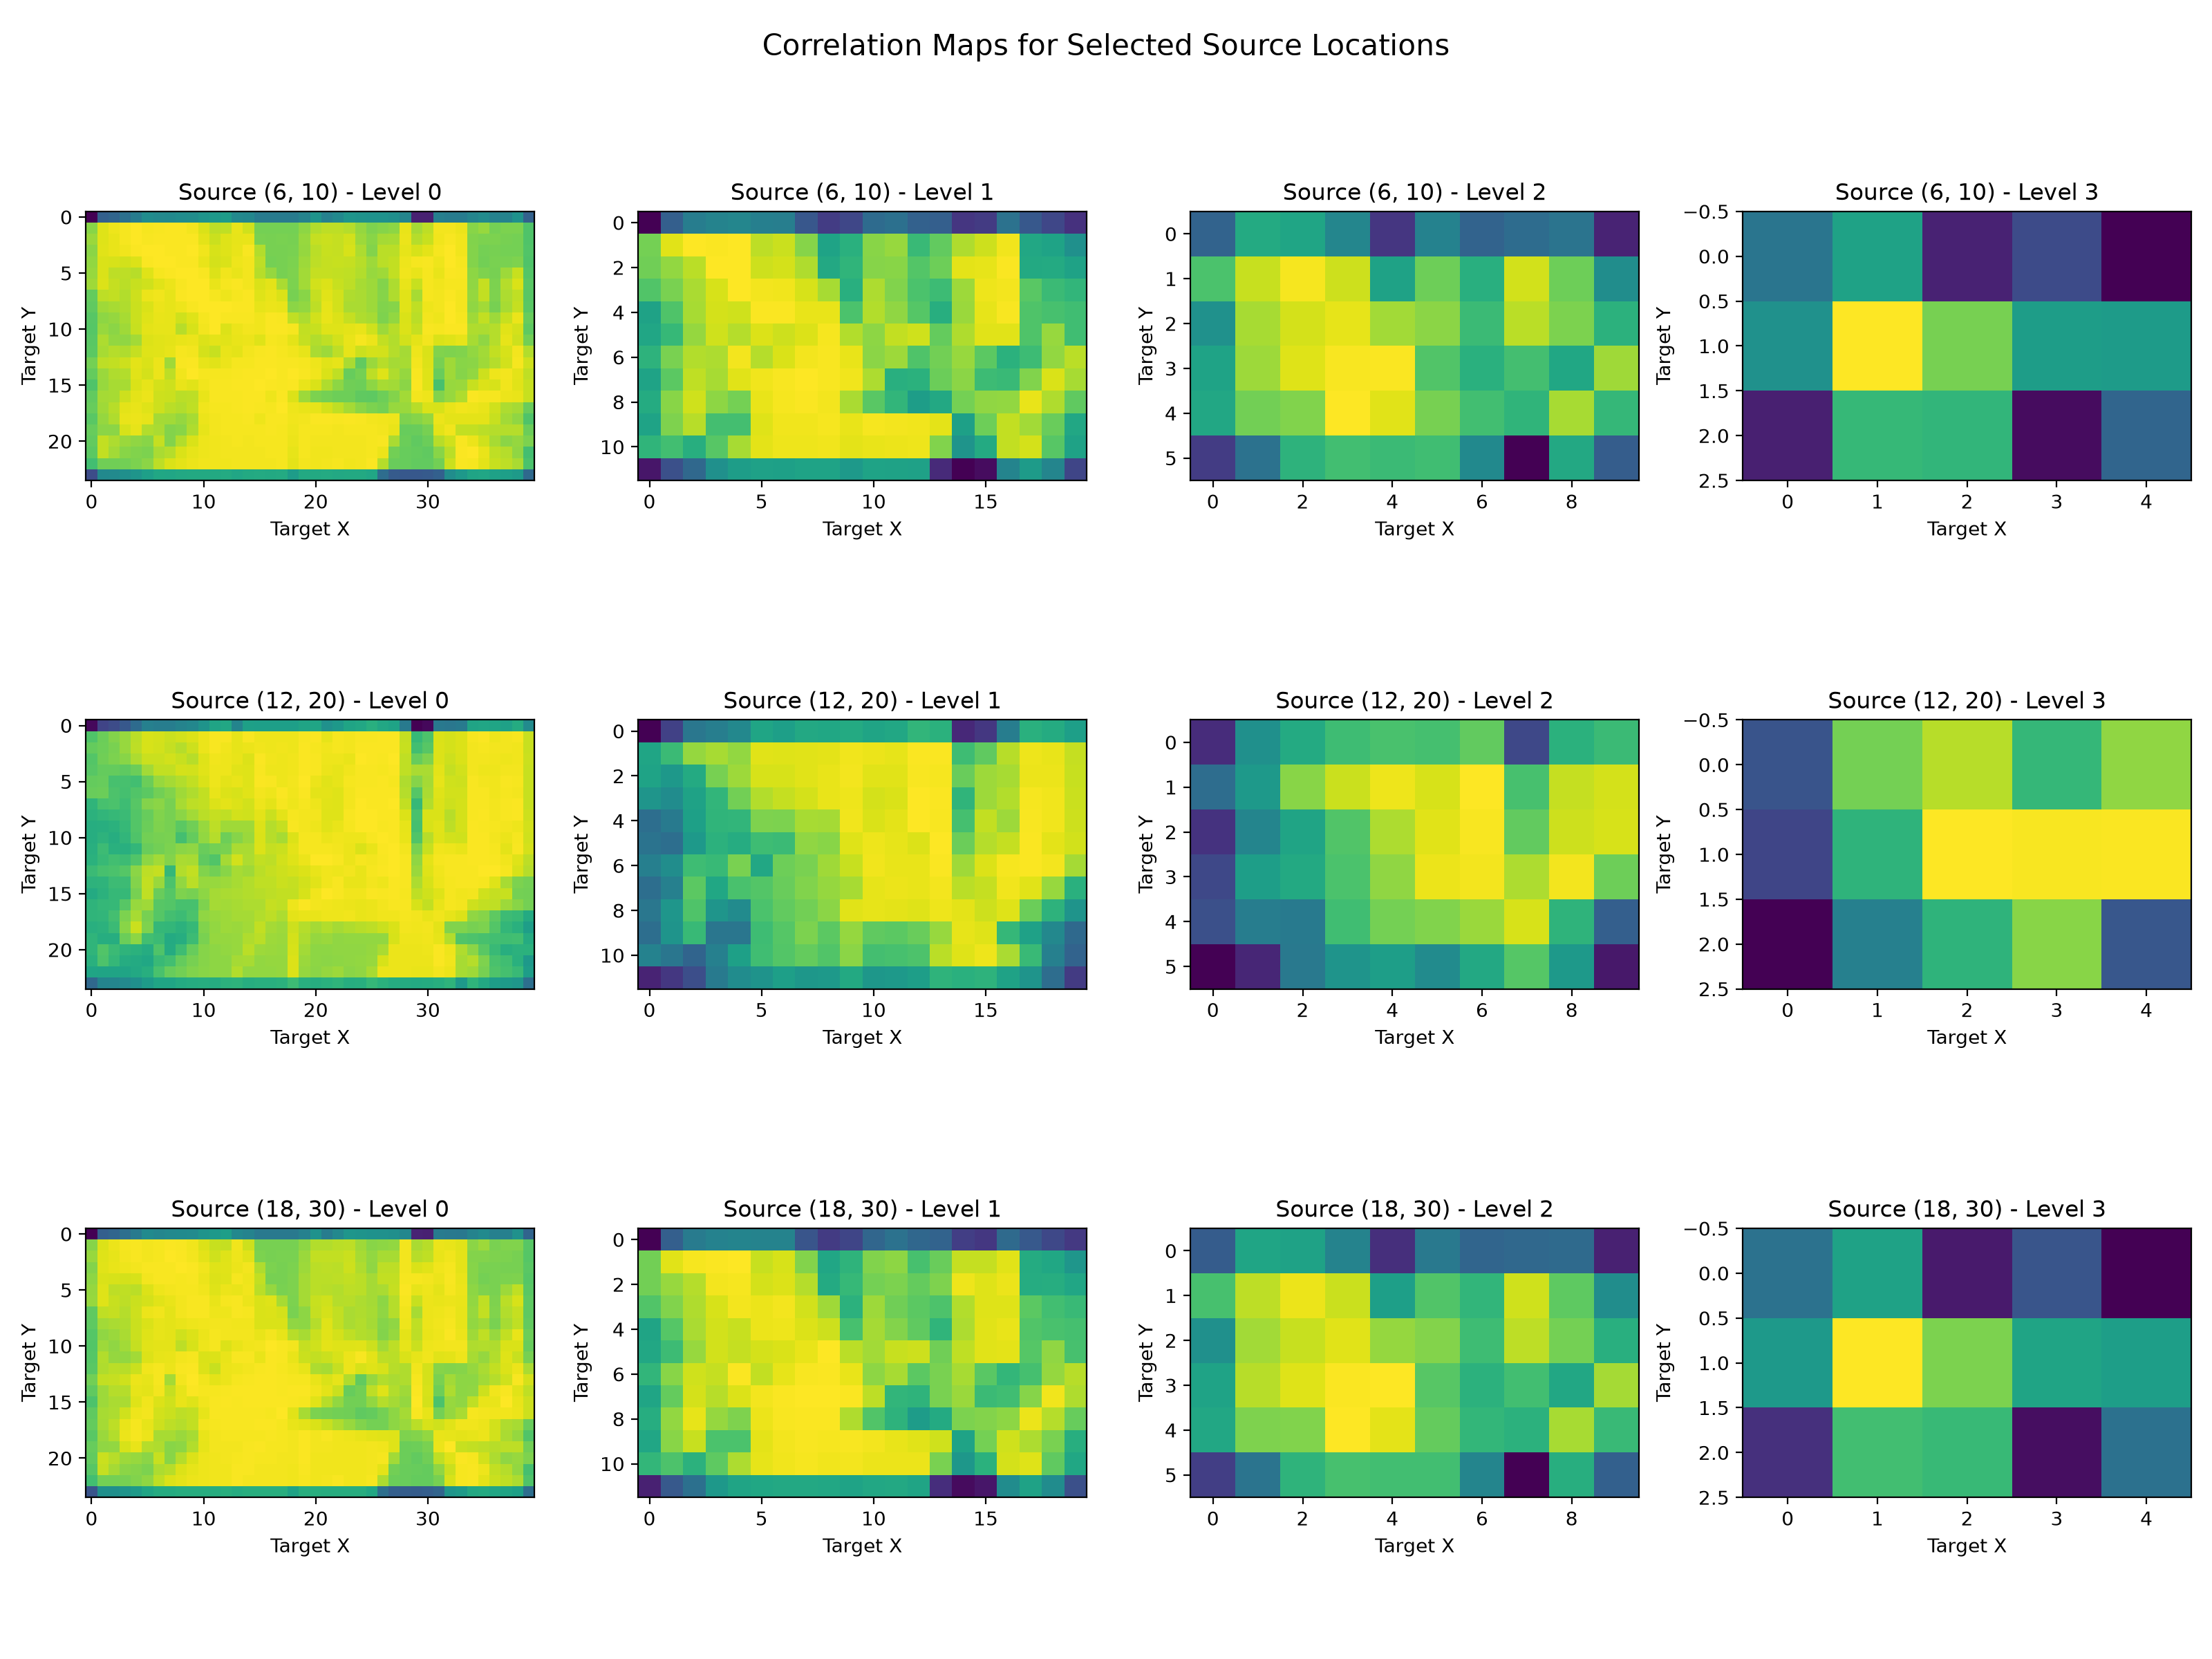 Correlation Maps for Selected Source Locations
Source (6, 10) - Level 0
Source (6, 10) - Level 1
Source (6, 10) - Level 2
Source (6, 10) - Level 3
0
5
10
15
20
Target Y
0 10 20 30
Target X
0
2
4
6
8
10
Target Y
0 5 10 15
Target X
0
1
2
3
4
5
Target Y
0 2 4 6 8
Target X
−0.5
0.0
0.5
1.0
1.5
2.0
2.5
Target Y
0 1 2 3 4
Target X
Source (12, 20) - Level 0
Source (12, 20) - Level 1
Source (12, 20) - Level 2
Source (12, 20) - Level 3
0
5
10
15
20
Target Y
0 10 20 30
Target X
0
2
4
6
8
10
Target Y
0 5 10 15
Target X
0
1
2
3
4
5
Target Y
0 2 4 6 8
Target X
−0.5
0.0
0.5
1.0
1.5
2.0
2.5
Target Y
0 1 2 3 4
Target X
Source (18, 30) - Level 0
Source (18, 30) - Level 1
Source (18, 30) - Level 2
Source (18, 30) - Level 3
0
5
10
15
20
Target Y
0 10 20 30
Target X
0
2
4
6
8
10
Target Y
0 5 10 15
Target X
0
1
2
3
4
5
Target Y
0 2 4 6 8
Target X
−0.5
0.0
0.5
1.0
1.5
2.0
2.5
Target Y
0 1 2 3 4
Target X